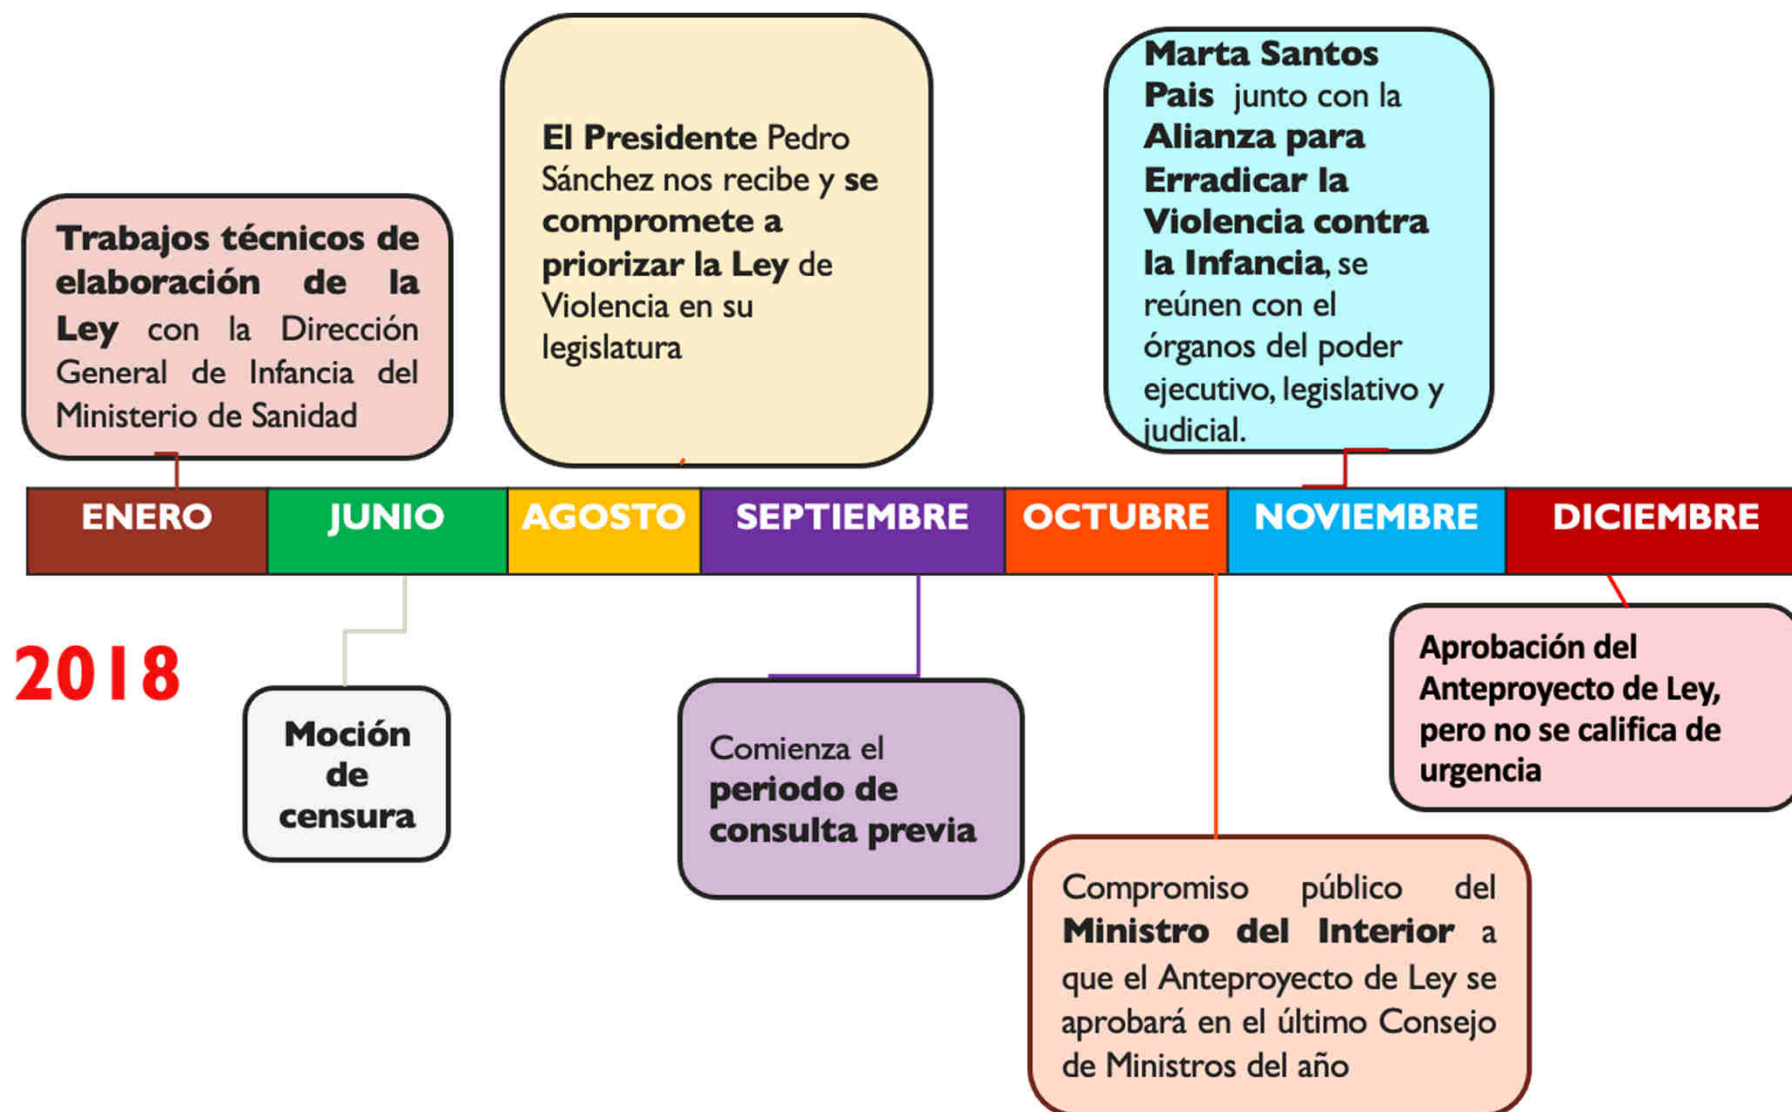 Trabajos técnicos de
elaboración de la
Ley con la Dirección
General de Infancia del
Ministerio de Sanidad
El Presidente Pedro
Sánchez nos recibe y se
compromete a
priorizar la Ley de
Violencia en su
legislatura
Marta Santos
Pais junto con la
Alianza para
Erradicar la
Violencia contra
la Infancia, se
reúnen con el
órganos del poder
ejecutivo, legislativo y
judicial.
ENERO
JUNIO
AGOSTO
SEPTIEMBRE
OCTUBRE
NOVIEMBRE
DICIEMBRE
2018
Moción
de
censura
Comienza el
periodo de
consulta previa
Compromiso público del
Ministro del Interior a
que el Anteproyecto de Ley se
aprobará en el último Consejo
de Ministros del año
Aprobación del
Anteproyecto de Ley,
pero no se califica de
urgencia